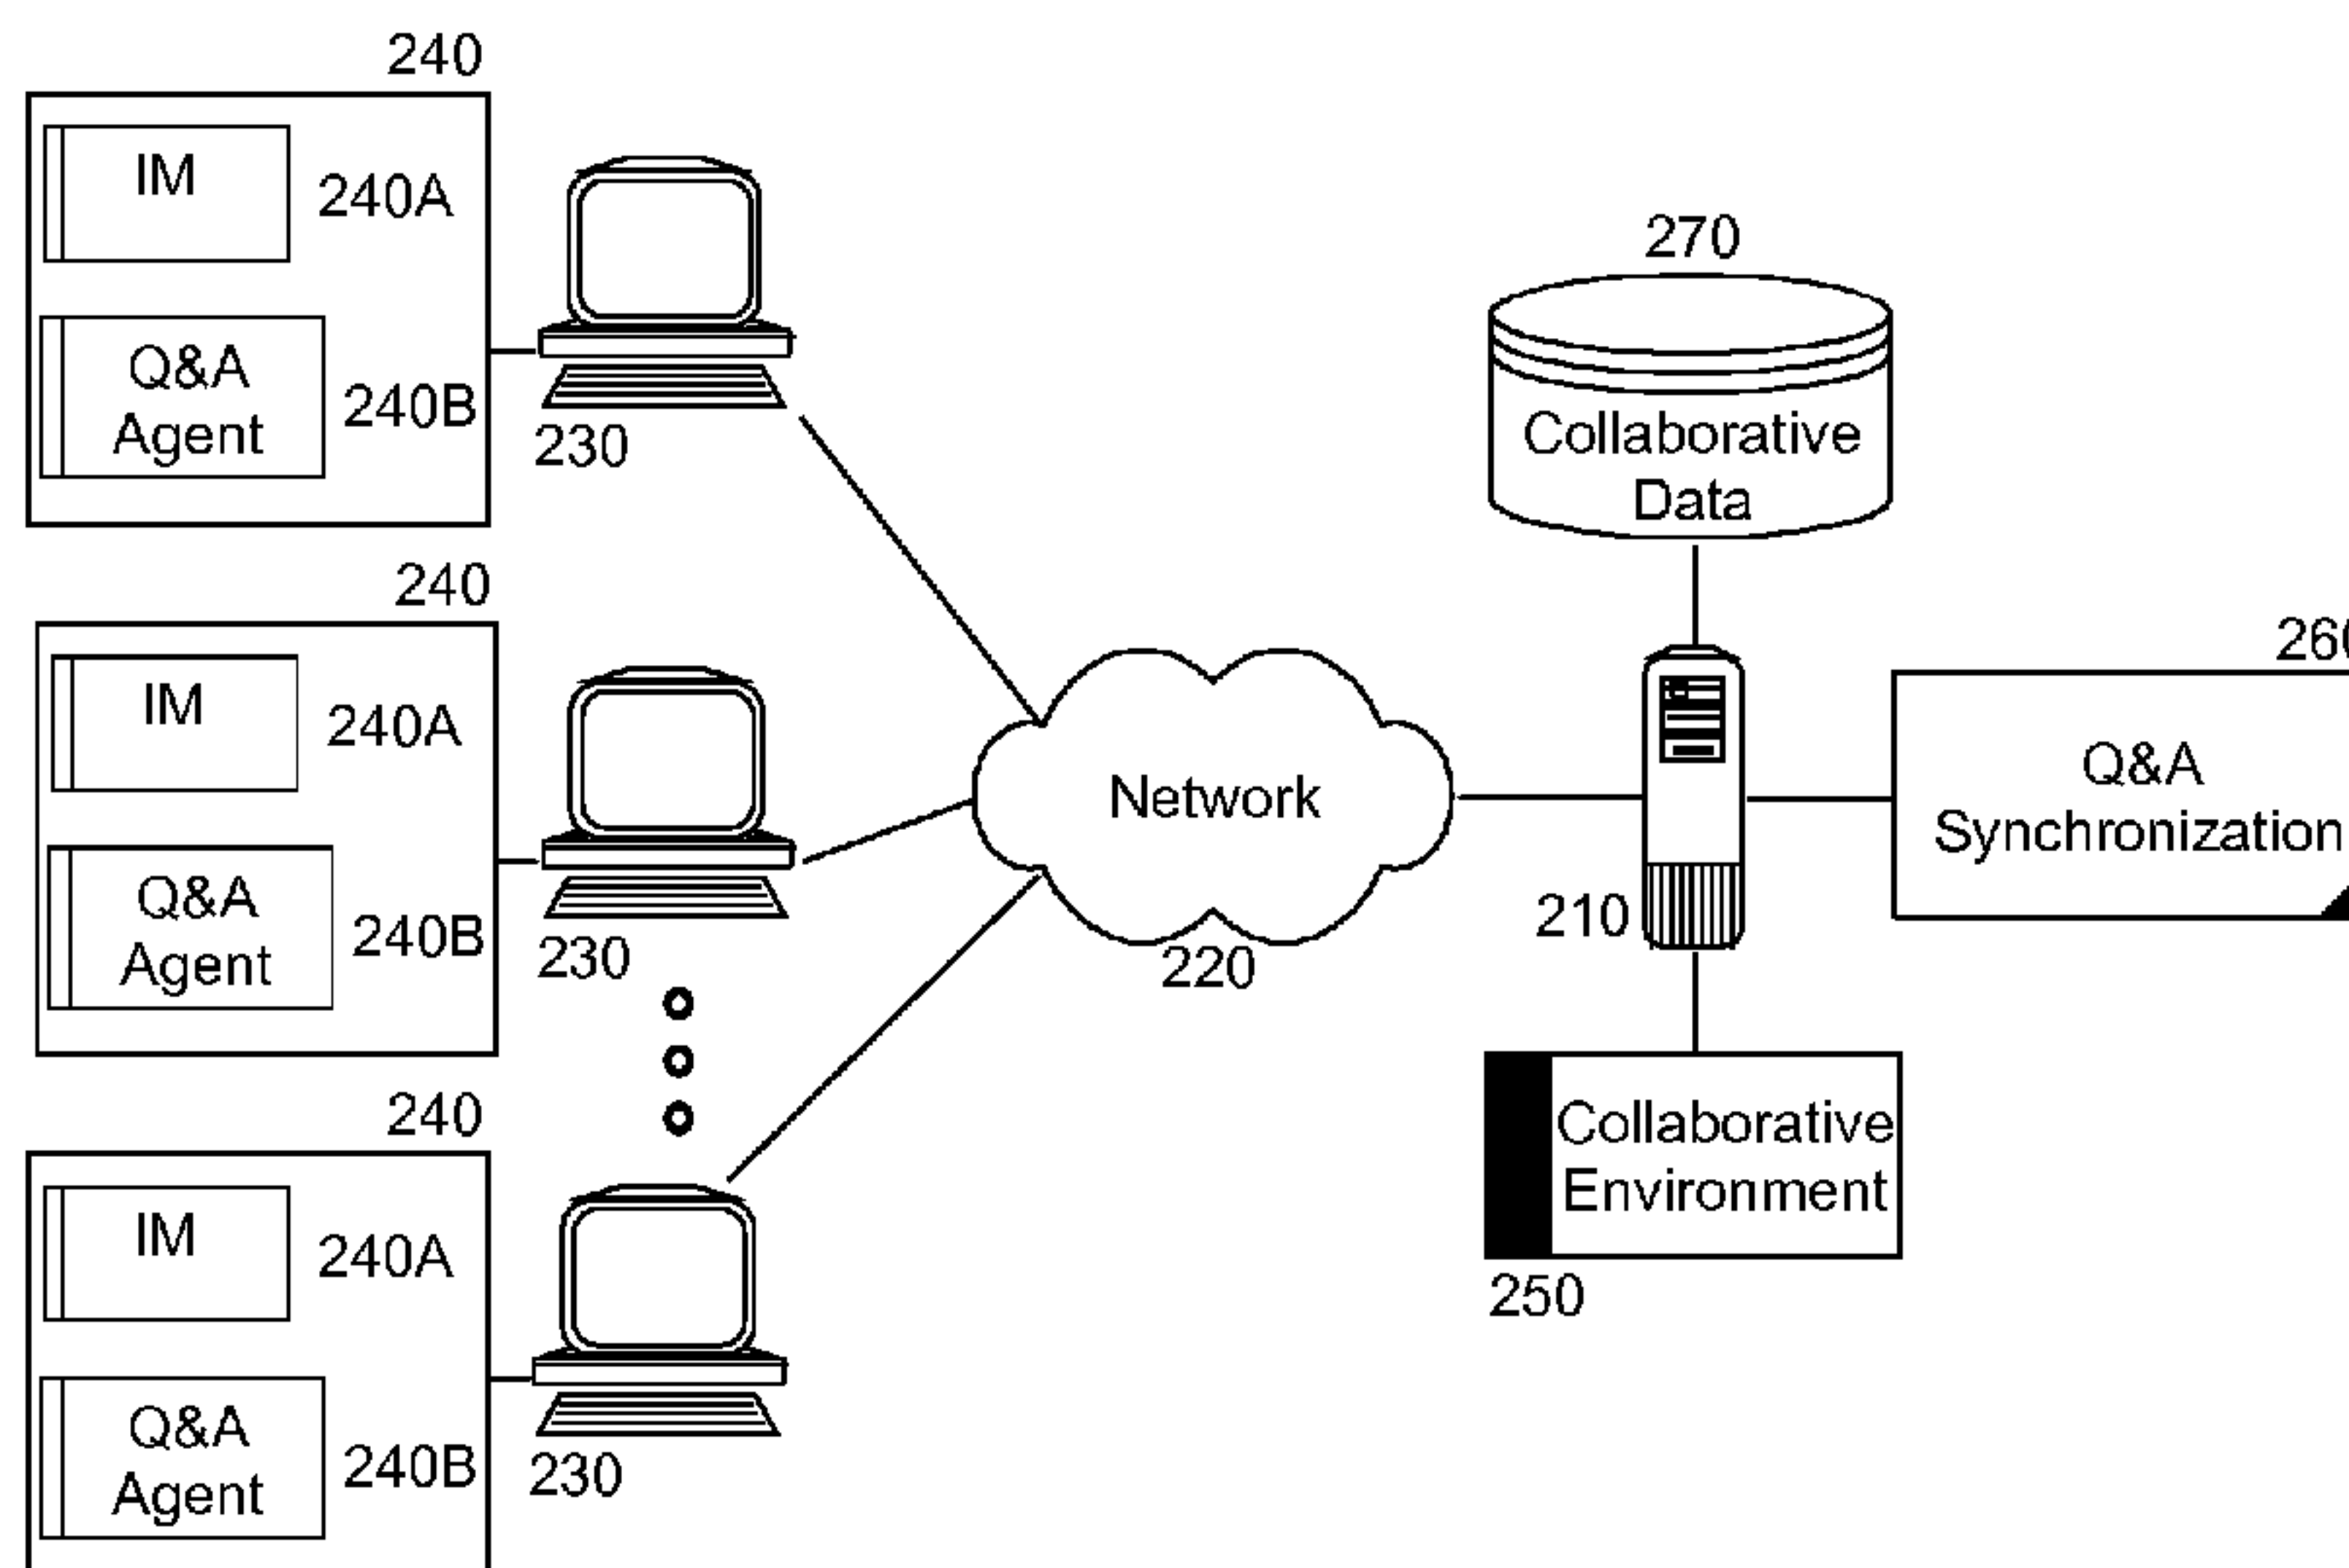 240
IM
240A
Q&A
Agent
240B
230
240
IM
240A
Q&A
Agent
240B
230
240
IM
240A
Q&A
Agent
240B
230
Network
220
270
Collaborative
Data
210
260
Q&A
Synchronization
Collaborative
Environment
250